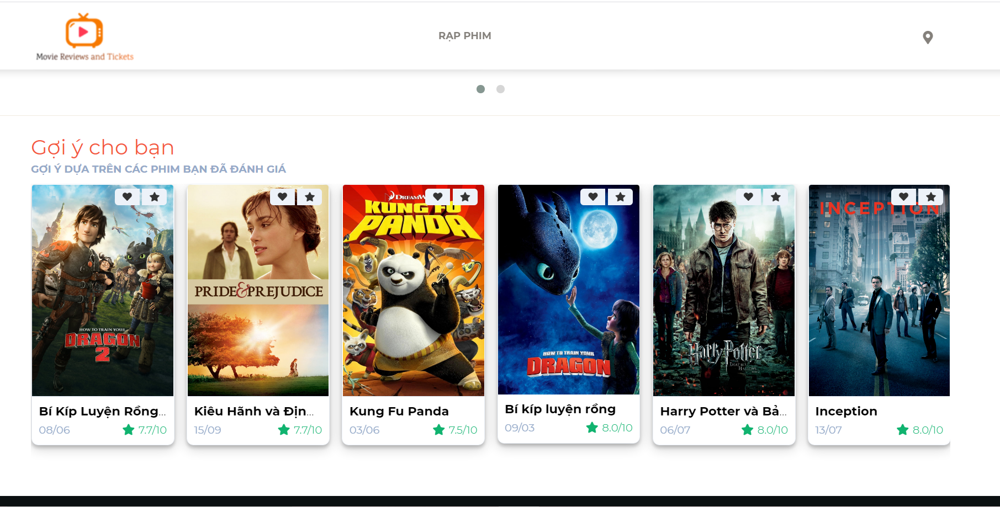 RẠP PHIM
Movie Reviews and Tickets
Gợi ý cho bạn
GỢI Ý DỰA TRÊN CÁC PHIM BẠN ĐÃ ĐÁNH GIÁ
HOW TO TRAIN YOUR
DRAGON
2
Bí Kíp Luyện Rồng...
08/06
7.7/10
PRIDE & PREJUDICE
Kiêu Hãnh và Địn...
15/09
7.7/10
KUNG FU
PANDA
Kung Fu Panda
03/06
7.5/10
HOW TO TRAIN YOUR
DRAGON
Bí kíp luyện rồng
09/03
8.0/10
Harry Potter
Harry Potter và Bả...
06/07
8.0/10
INCEPTION
Inception
13/07
8.0/10